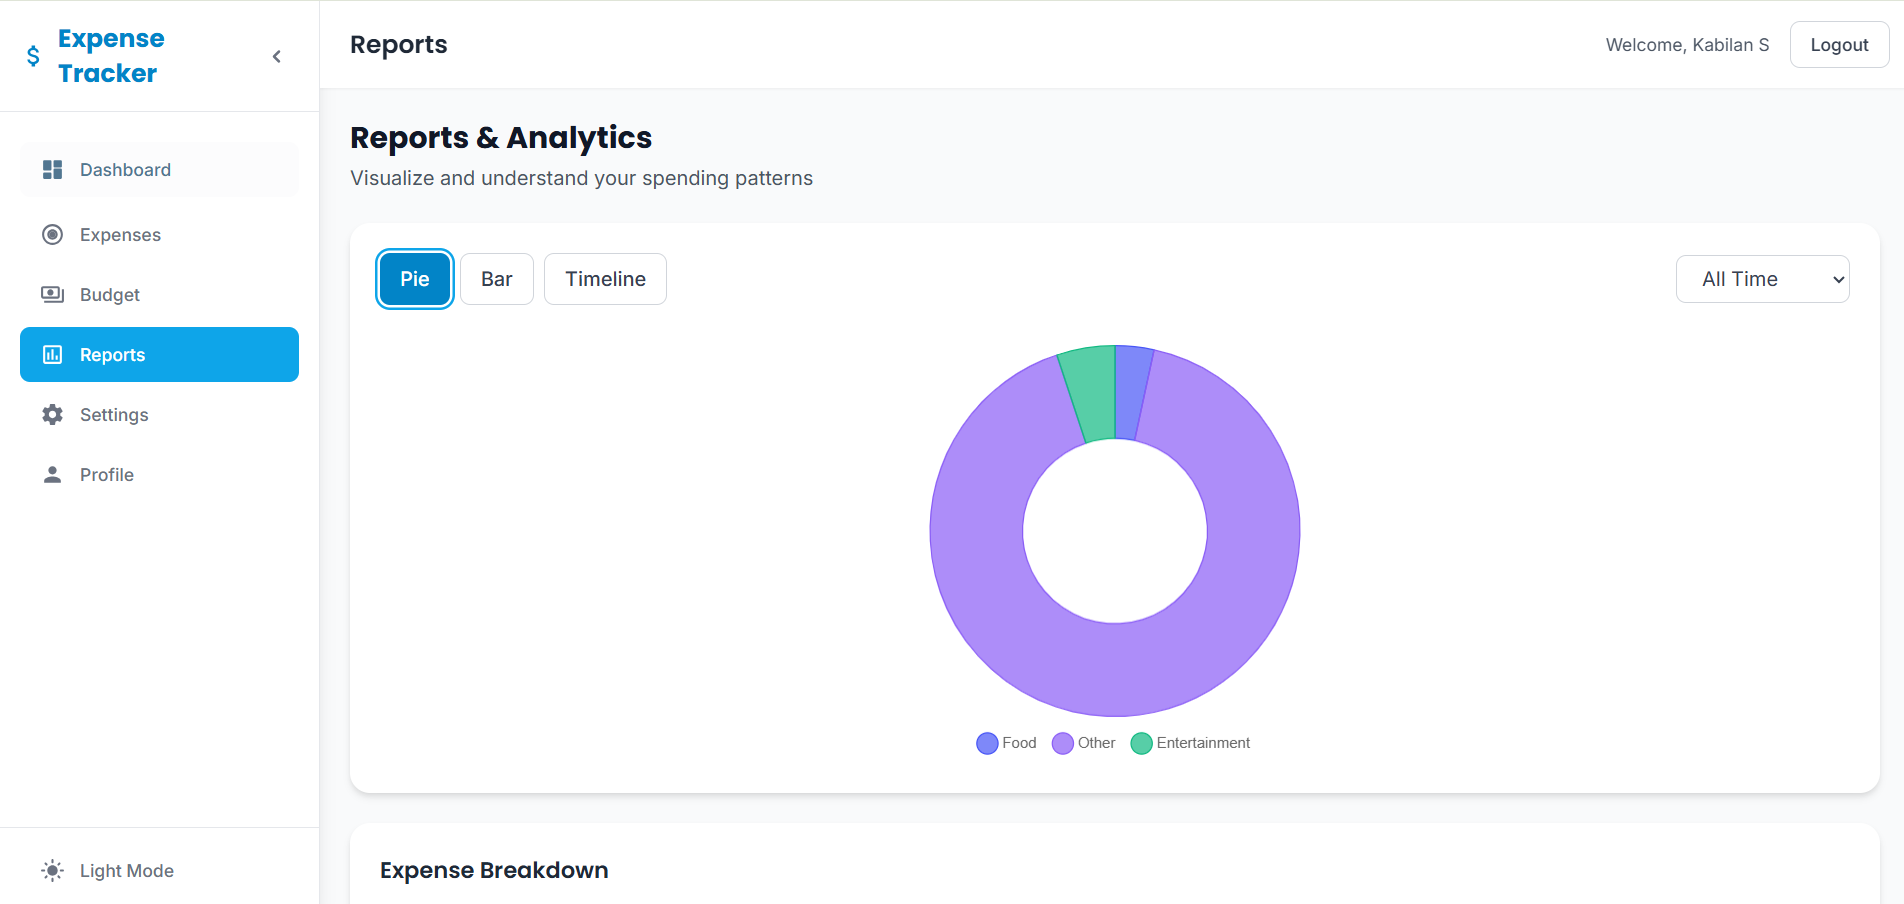 Expense
Tracker
Dashboard
Expenses
Budget
Reports
Settings
Profile
Light Mode
Reports
Welcome, Kabilan S
Logout
Reports & Analytics
Visualize and understand your spending patterns
Pie
Bar
Timeline
All Time
Food
Other
Entertainment
Expense Breakdown